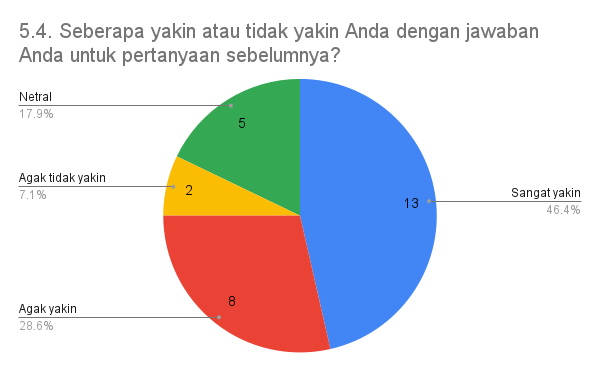 5.4. Seberapa yakin atau tidak yakin Anda dengan jawaban
Anda untuk pertanyaan sebelumnya?
Netral
17.9%
5
Agak tidak yakin
7.1%
2
Sangat yakin
46.4%
13
Agak yakin
28.6%
8